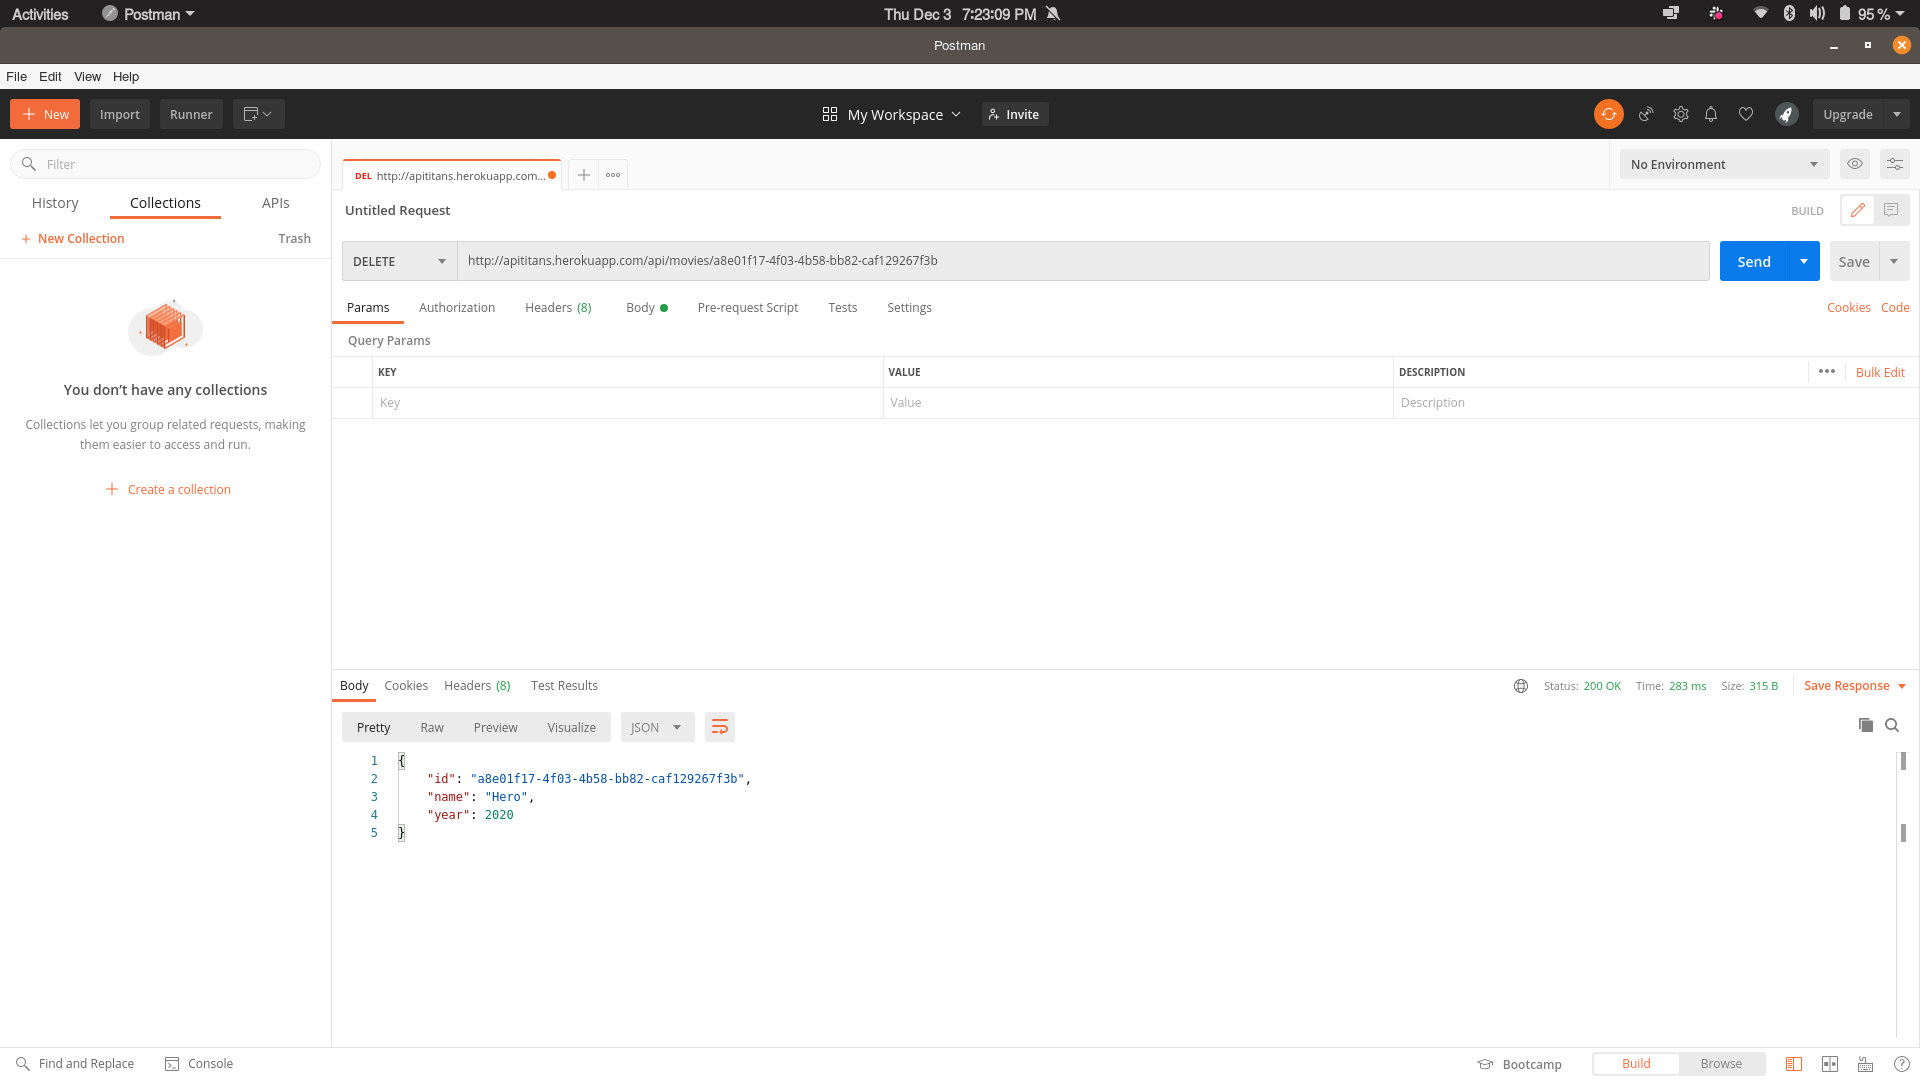 Activities Postman Thu Dec 3 7:23:09 PM 95 %
Postman
File Edit View Help
New Import Runner My Workspace Invite Upgrade
Filter
History Collections APIs
New Collection Trash
You don’t have any collections
Collections let you group related requests, making
them easier to access and run.
Create a collection
DEL http://apititans.herokuapp.com... No Environment
Untitled Request BUILD
DELETE http://apititans.herokuapp.com/api/movies/a8e01f17-4f03-4b58-bb82-caf129267f3b Send Save
Params Authorization Headers (8) Body Pre-request Script Tests Settings Cookies Code
Query Params
KEY VALUE DESCRIPTION ••• Bulk Edit
Key Value Description
Body Cookies Headers (8) Test Results Status: 200 OK Time: 283 ms Size: 315 B Save Response
Pretty Raw Preview Visualize JSON
1 {
2 "id": "a8e01f17-4f03-4b58-bb82-caf129267f3b",
3 "name": "Hero",
4 "year": 2020
5 }
Find and Replace Console Bootcamp Build Browse